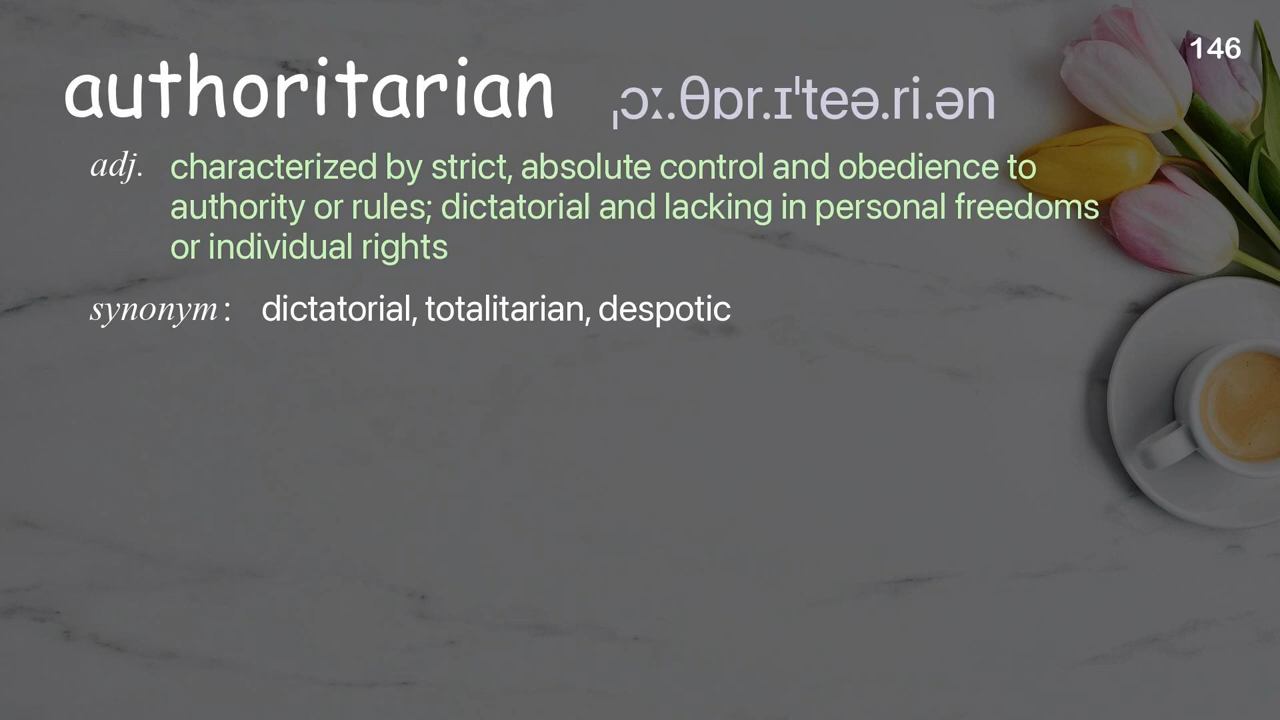 146
authoritarian ˌɔː.θɒr.ɪˈteə.ri.ən
adj. characterized by strict, absolute control and obedience to
authority or rules; dictatorial and lacking in personal freedoms
or individual rights
synonym: dictatorial, totalitarian, despotic